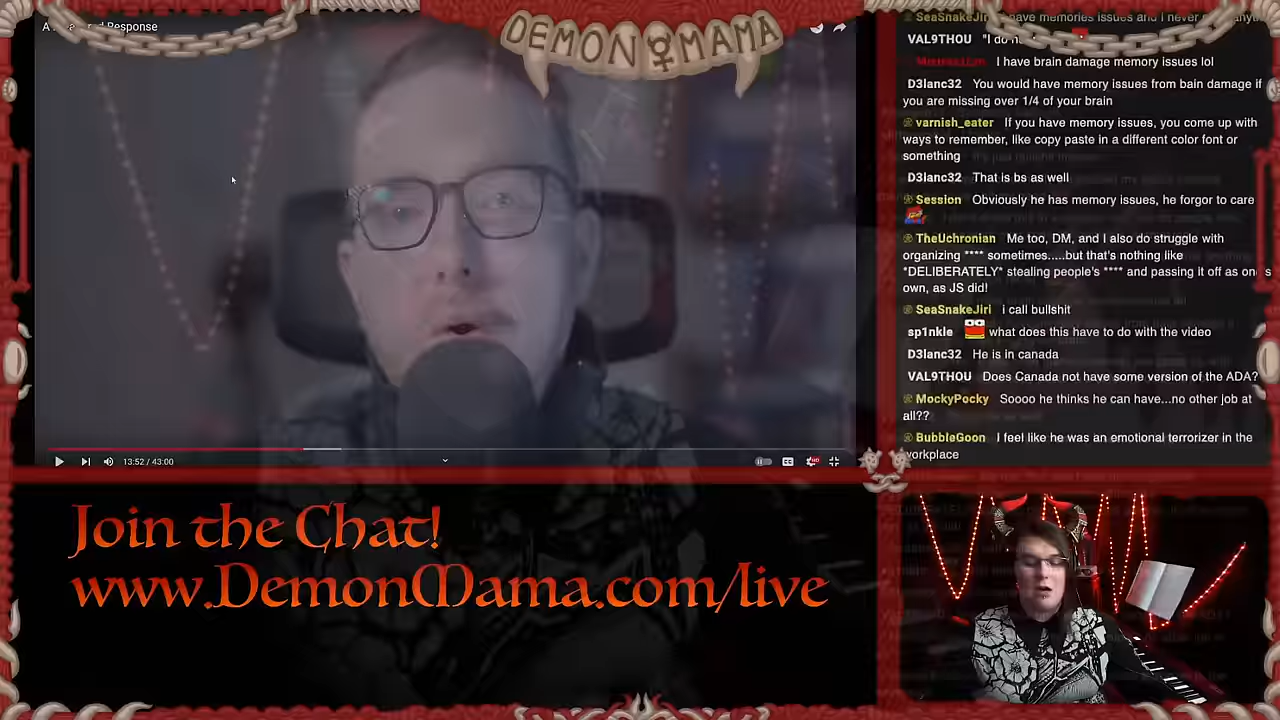 A Response
DEMON MAMA
SeaSnakeJiri have memories issues and I never
VAL9THOU "I do
I have brain damage memory issues lol
D3lanc32 You would have memory issues from bain damage if
you are missing over 1/4 of your brain
varnish_eater If you have memory issues, you come up with
ways to remember, like copy paste in a different color font or
something
D3lanc32 That is bs as well
Session Obviously he has memory issues, he forgor to care
TheUchronian Me too, DM, and I also do struggle with
organizing **** sometimes.....but that's nothing like
*DELIBERATELY* stealing people's **** and passing it off as one's
own, as JS did!
SeaSnakeJiri i call bullshit
sp1nkle what does this have to do with the video
D3lanc32 He is in canada
VAL9THOU Does Canada not have some version of the ADA?
MockyPocky Soooo he thinks he can have...no other job at
all??
BubbleGoon I feel like he was an emotional terrorizer in the
workplace
13:52 / 43:00
Join the Chat!
www.DemonMama.com/live